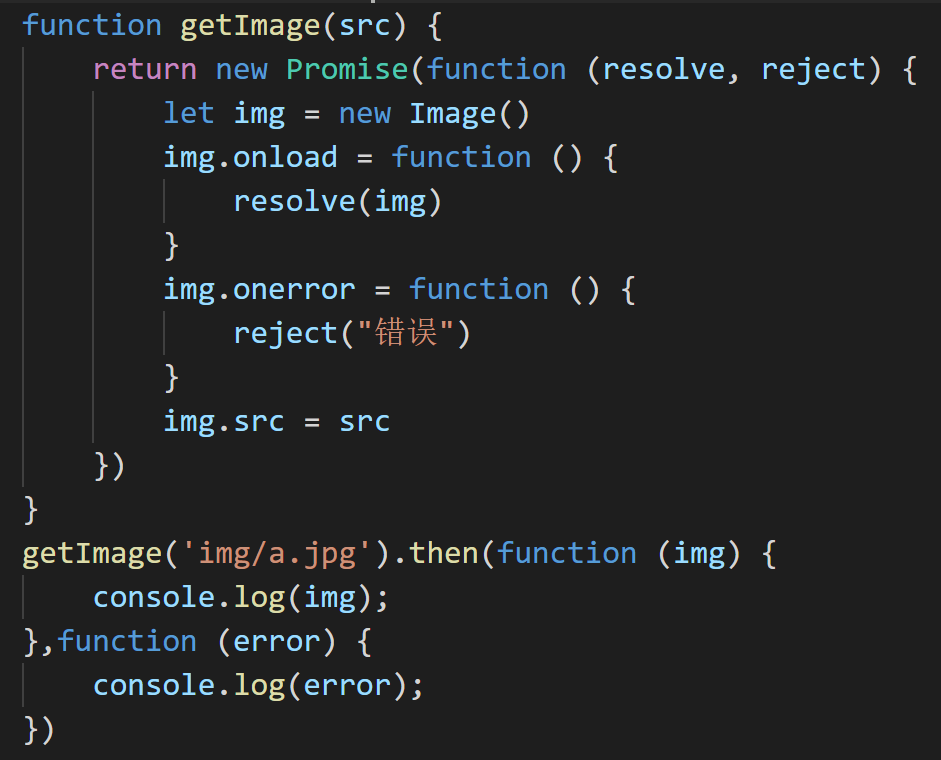 function getImage(src) {
    return new Promise(function (resolve, reject) {
        let img = new Image()
        img.onload = function () {
            resolve(img)
        }
        img.onerror = function () {
            reject("错误")
        }
        img.src = src
    })
}
getImage('img/a.jpg').then(function (img) {
    console.log(img);
},function (error) {
    console.log(error);
})